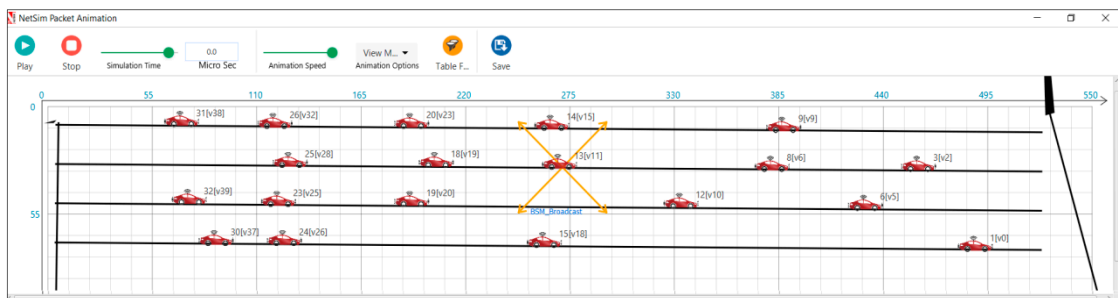 NetSim Packet Animation
0.0
View M...
Play
Stop
Simulation Time
Micro Sec
Animation Speed
Animation Options
Table F...
Save
0 55 110 165 220 275 330 385 440 495 550
0
31[v38] 26[v32] 20[v23] 14[v15] 9[v9]
25[v28] 18[v19] 13[v11] 8[v6] 3[v2]
32[v39] 23[v25] 19[v20] 12[v10] 6[v5]
55
BSM_Broadcast
30[v37] 24[v26] 15[v18] 1[v0]